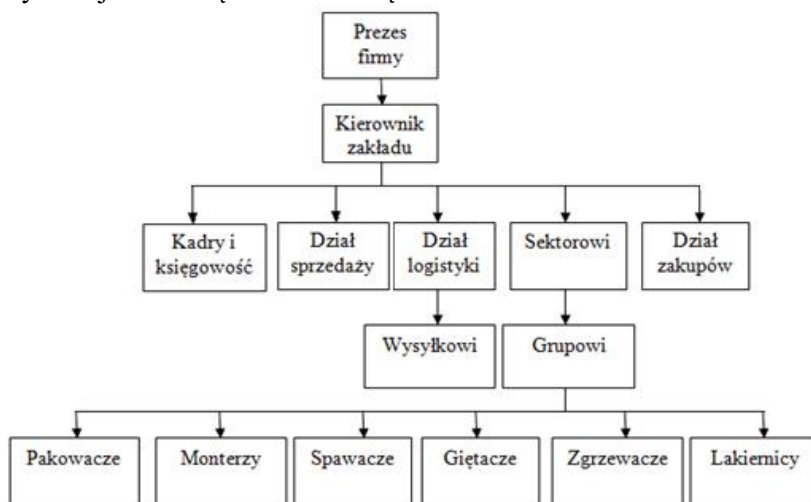 Prezes
firmy
Kierownik
zakładu
Kadry i
księgowość
Dział
sprzedaży
Dział
logistyki
Sektorowi
Dział
zakupów
Wysyłkowi
Grupowi
Pakowacze
Monterzy
Spawacze
Giętacze
Zgrzewacze
Lakiernicy